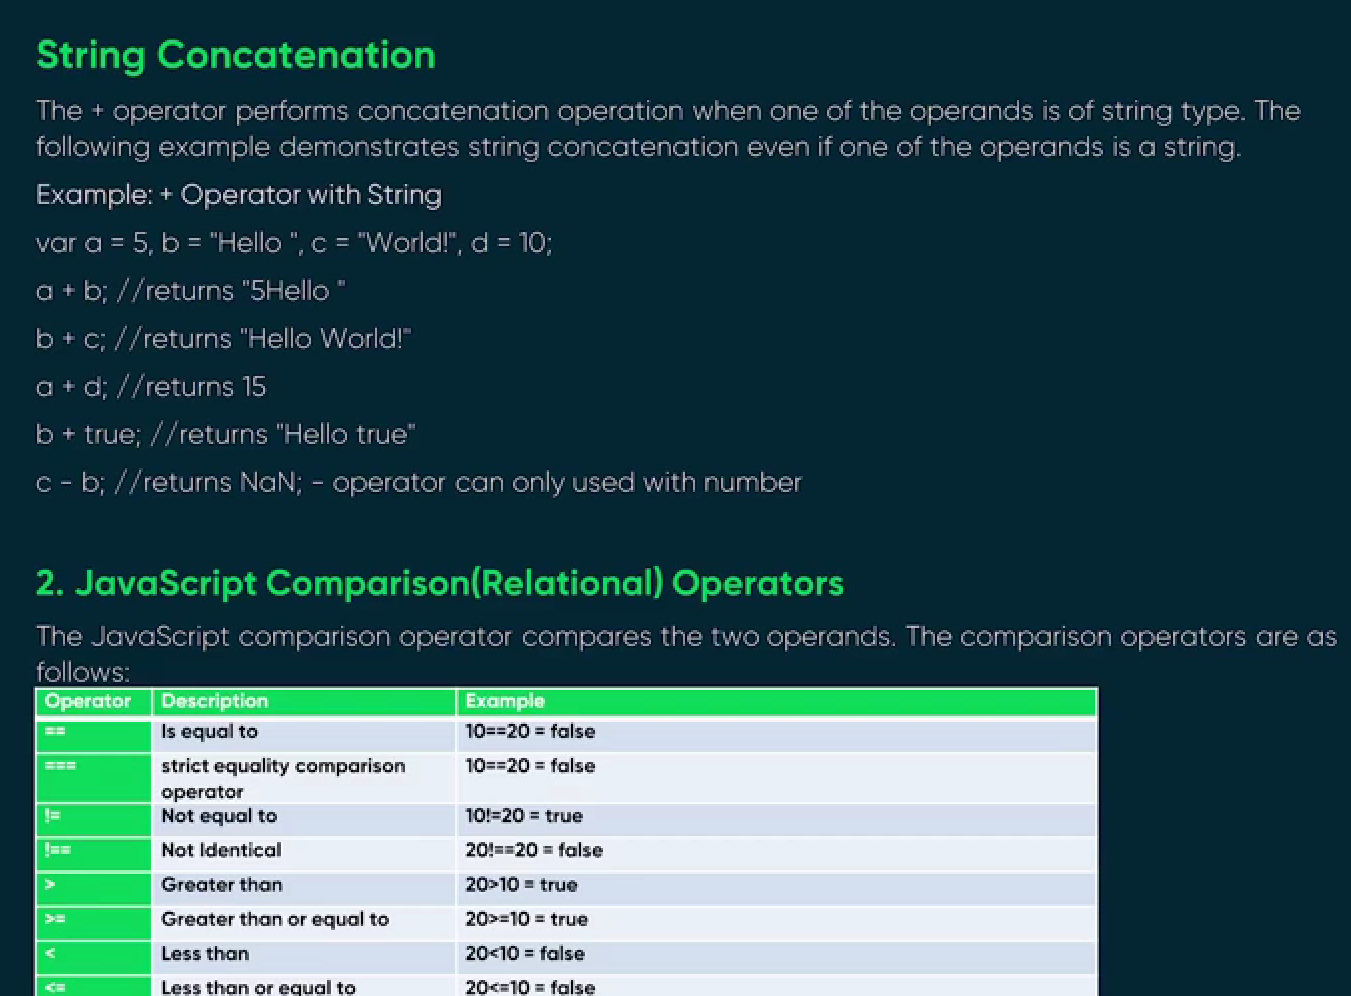 String Concatenation
The + operator performs concatenation operation when one of the operands is of string type. The
following example demonstrates string concatenation even if one of the operands is a string.
Example: + Operator with String
var a = 5, b = "Hello ", c = "World!", d = 10;
a + b; //returns "5Hello "
b + c; //returns "Hello World!"
a + d; //returns 15
b + true; //returns "Hello true"
c - b; //returns NaN; - operator can only used with number
2. JavaScript Comparison(Relational) Operators
The JavaScript comparison operator compares the two operands. The comparison operators are as
follows:
Operator Description Example
== Is equal to 10==20 = false
=== strict equality comparison 10==20 = false
operator
!= Not equal to 10!=20 = true
!== Not Identical 20!==20 = false
> Greater than 20>10 = true
>= Greater than or equal to 20>=10 = true
< Less than 20<10 = false
<= Less than or equal to 20<=10 = false